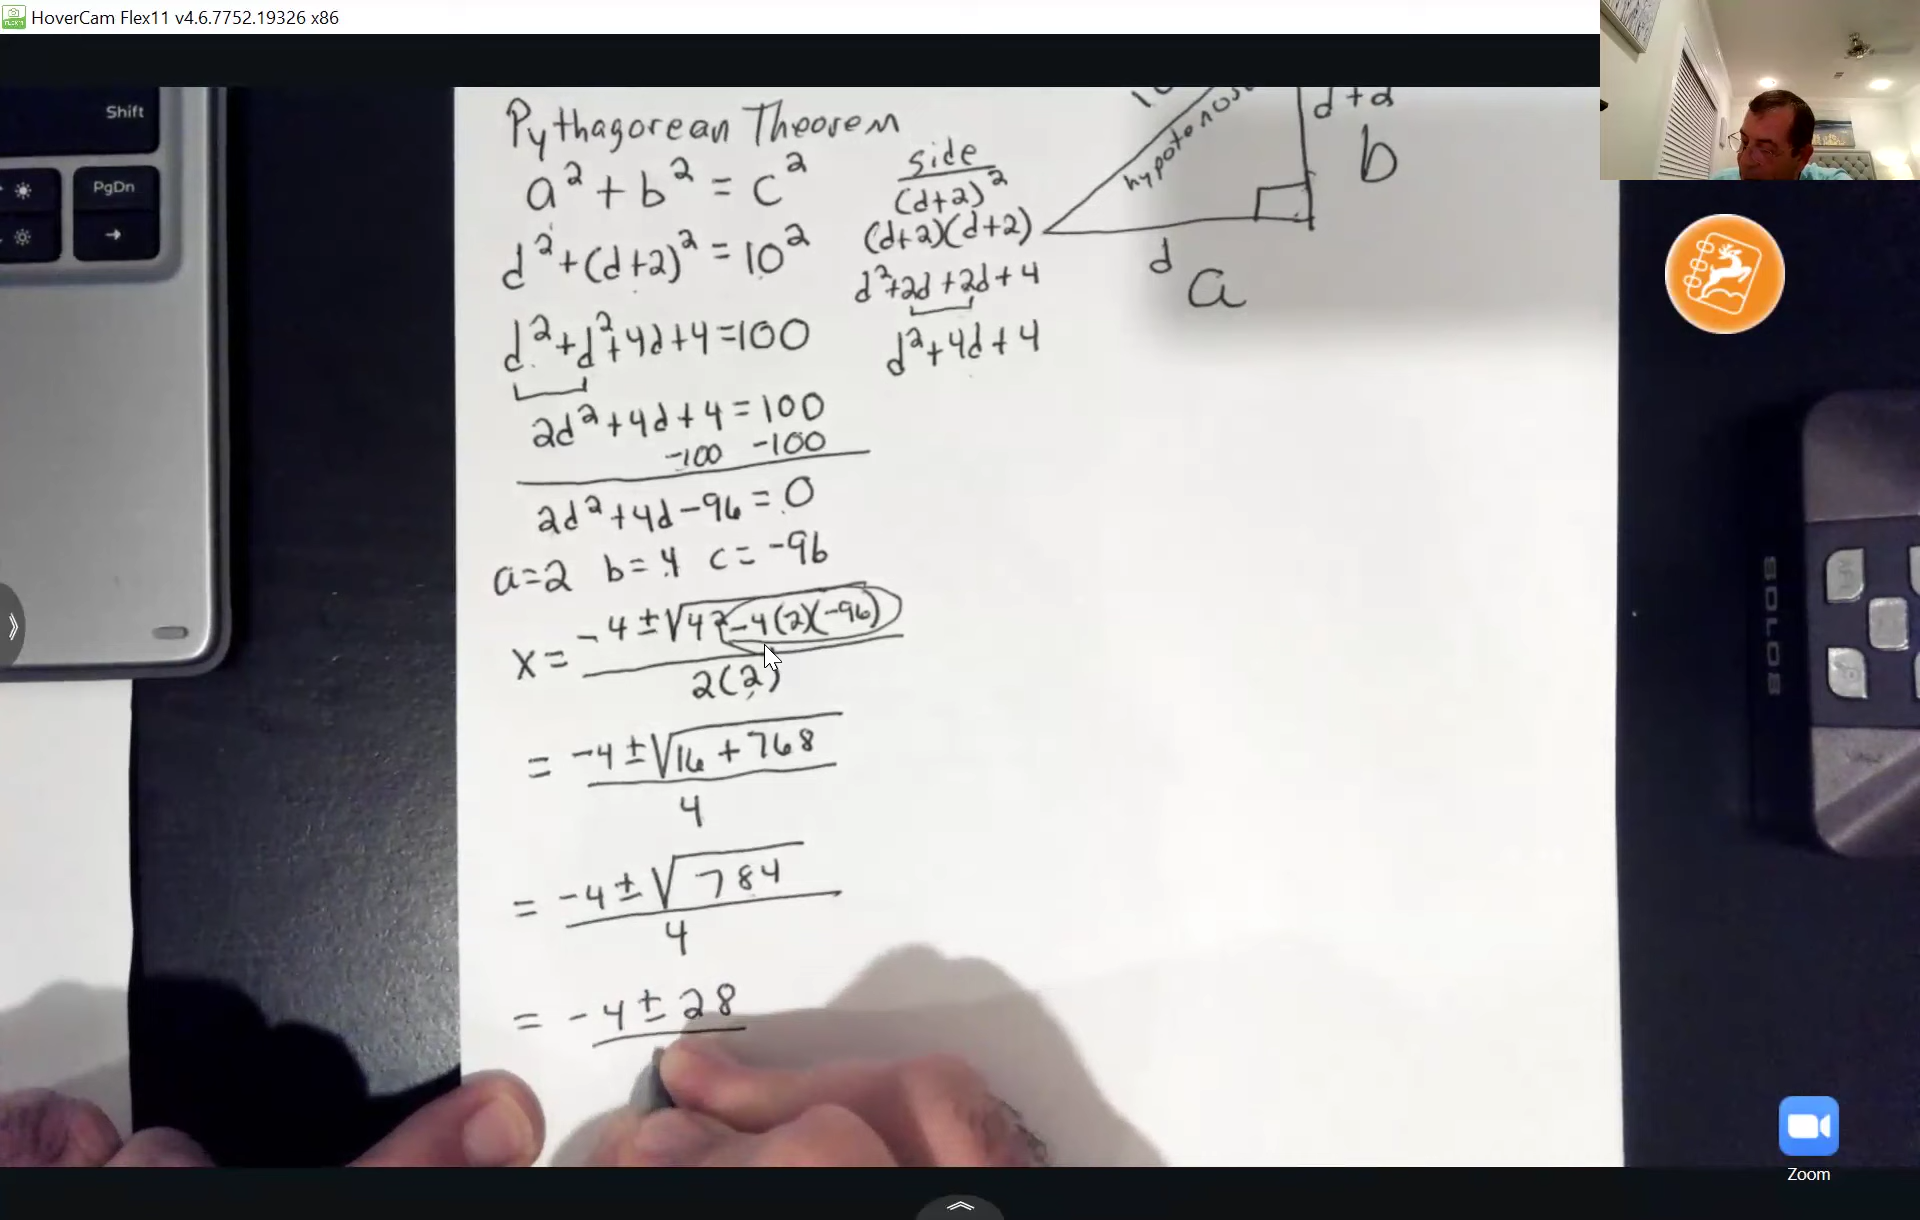 HoverCam Flex11 v4.6.7752.19326 x86
Shift
PgDn
Pythagorean Theorem
a² + b² = c²
d² + (d+2)² = 10²
d² + d² + 4d + 4 = 100
2d² + 4d + 4 = 100
-100 -100
2d² + 4d - 96 = 0
a=2 b=4 c=-96
x = -4 ± √4² -4(2)(-96)
2(2)
= -4 ± √16 + 768
4
= -4 ± √784
4
= -4 ± 28
side
(d+2)²
(d+2)(d+2)
d² + 2d + 2d + 4
d² + 4d + 4
d+2
b
d
a
SOLO8
Zoom